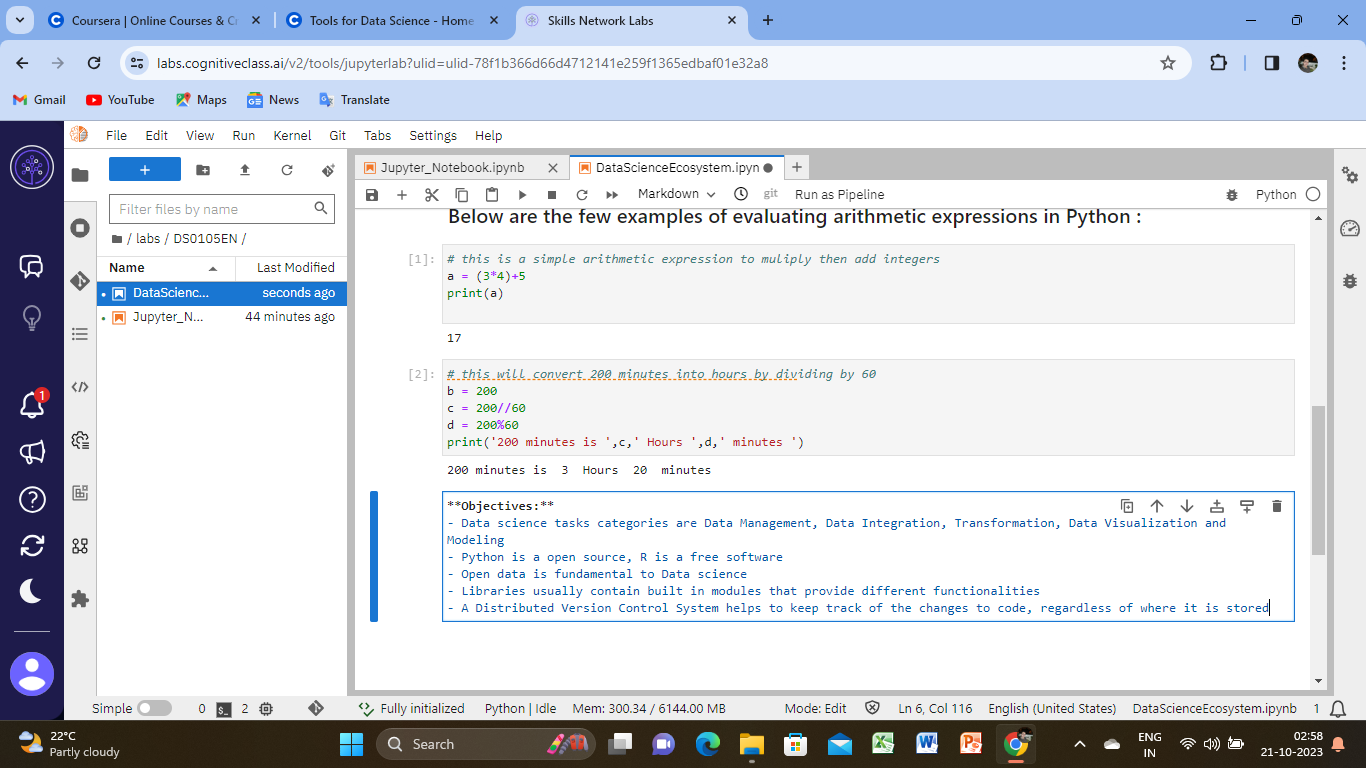 Coursera | Online Courses & C
Tools for Data Science - Home
Skills Network Labs
labs.cognitiveclass.ai/v2/tools/jupyterlab?ulid=ulid-78f1b366d66d4712141e259f1365edbaf01e32a8
Gmail
YouTube
Maps
News
Translate
File Edit View Run Kernel Git Tabs Settings Help
Filter files by name
/ labs / DS0105EN /
Name Last Modified
DataScienc... seconds ago
Jupyter_N... 44 minutes ago
Jupyter_Notebook.ipynb
DataScienceEcosystem.ipyn
Markdown
git
Run as Pipeline
Python
Below are the few examples of evaluating arithmetic expressions in Python :
[1]: # this is a simple arithmetic expression to muliply then add integers
a = (3*4)+5
print(a)
17
[2]: # this will convert 200 minutes into hours by dividing by 60
b = 200
c = 200//60
d = 200%60
print('200 minutes is ',c,' Hours ',d,' minutes ')
200 minutes is  3  Hours  20  minutes
**Objectives:**
- Data science tasks categories are Data Management, Data Integration, Transformation, Data Visualization and
Modeling
- Python is a open source, R is a free software
- Open data is fundamental to Data science
- Libraries usually contain built in modules that provide different functionalities
- A Distributed Version Control System helps to keep track of the changes to code, regardless of where it is stored
1
Simple 0 2 Fully initialized Python | Idle Mem: 300.34 / 6144.00 MB Mode: Edit Ln 6, Col 116 English (United States) DataScienceEcosystem.ipynb 1
22°C
Partly cloudy
Search
ENG
IN
02:58
21-10-2023